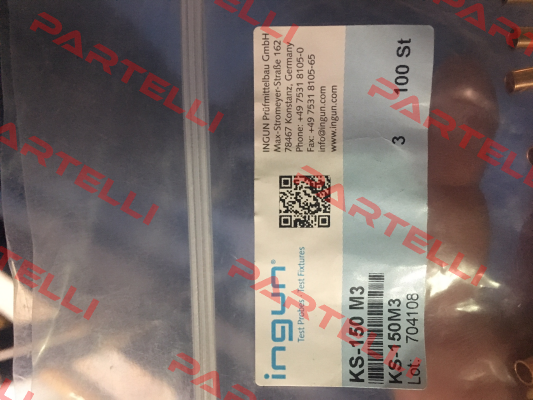 INGUN Prüfmittelbau GmbH
Max-Stromeyer-Straße 162
78467 Konstanz, Germany
Phone: +49 7531 8105-0
Fax: +49 7531 8105-65
info@ingun.com
www.ingun.com
ingun®
Test Probes Test Fixtures
KS-150 M3
KS-150M3
Lot: 704108
3 100 St
PARTELLI
PARTELLI
PARTELLI
PARTELLI
PARTELLI
PARTELLI